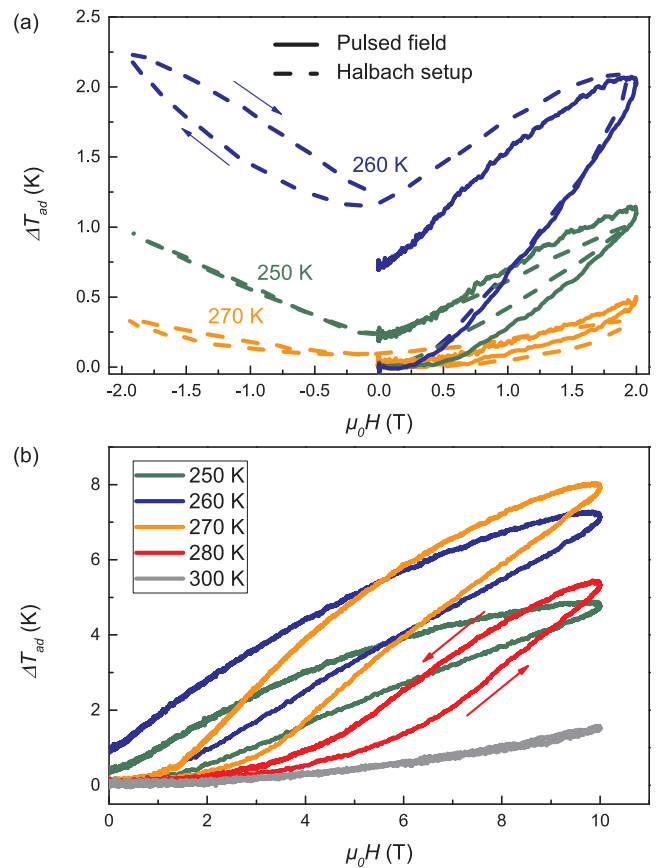 (a)
Pulsed field
Halbach setup
260 K
250 K
270 K
ΔT_ad (K)
2.5
2.0
1.5
1.0
0.5
0.0
-2.0 -1.5 -1.0 -0.5 0.0 0.5 1.0 1.5 2.0
μ₀H (T)
(b)
250 K
260 K
270 K
280 K
300 K
ΔT_ad (K)
8
6
4
2
0
0 2 4 6 8 10
μ₀H (T)